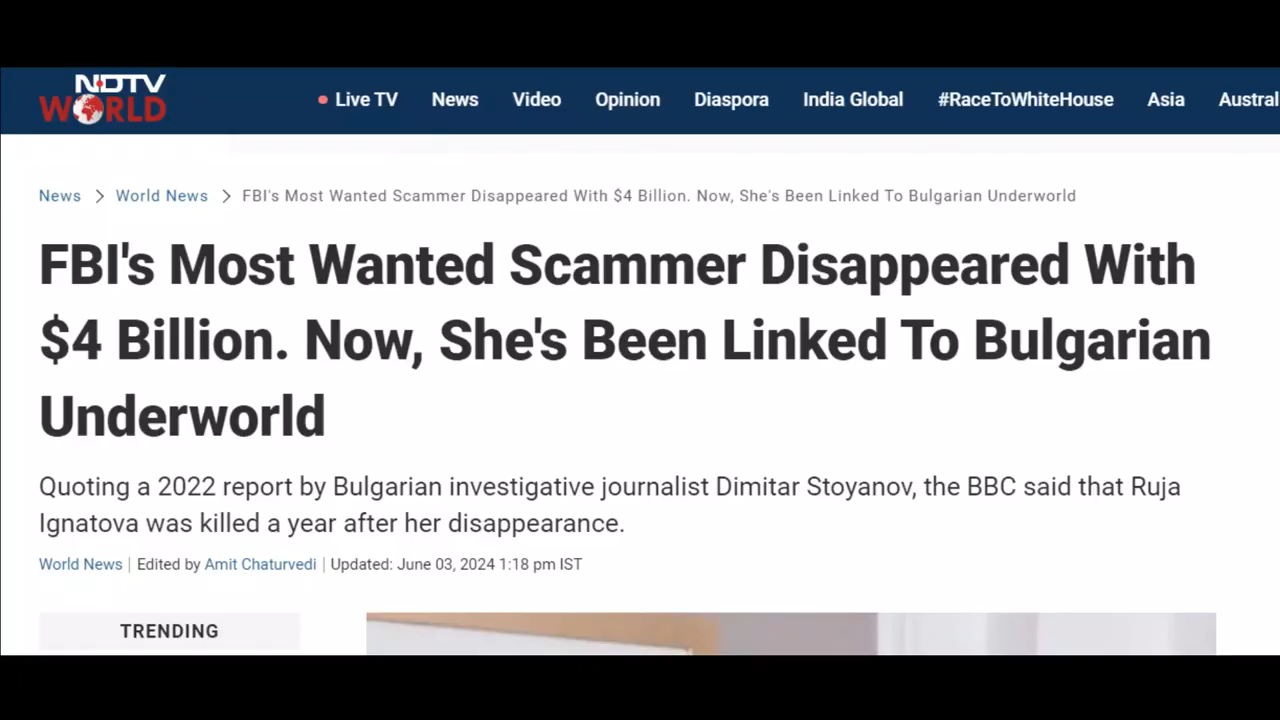 NDTV
WORLD
Live TV News Video Opinion Diaspora India Global #RaceToWhiteHouse Asia Austral
News > World News > FBI's Most Wanted Scammer Disappeared With $4 Billion. Now, She's Been Linked To Bulgarian Underworld
FBI's Most Wanted Scammer Disappeared With
$4 Billion. Now, She's Been Linked To Bulgarian
Underworld
Quoting a 2022 report by Bulgarian investigative journalist Dimitar Stoyanov, the BBC said that Ruja
Ignatova was killed a year after her disappearance.
World News | Edited by Amit Chaturvedi | Updated: June 03, 2024 1:18 pm IST
TRENDING